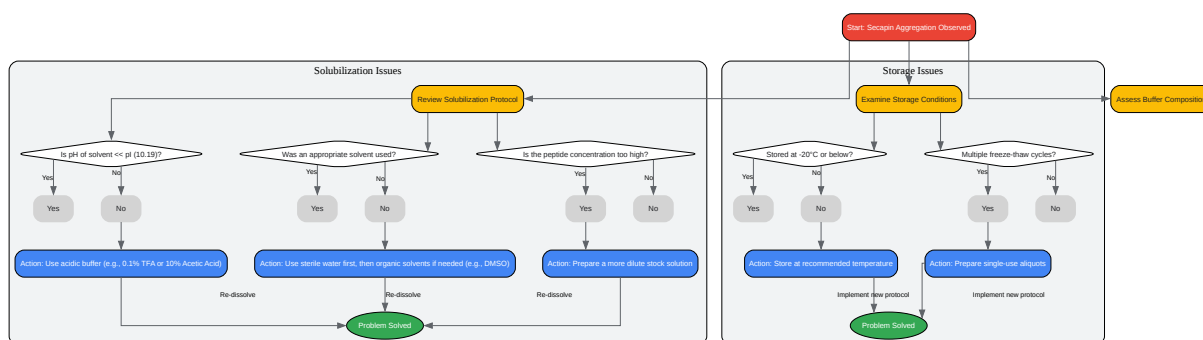 Start: Secapin Aggregation Observed
Solubilization Issues
Storage Issues
Review Solubilization Protocol
Examine Storage Conditions
Assess Buffer Composition
Is pH of solvent << pI (10.19)?
Was an appropriate solvent used?
Is the peptide concentration too high?
Stored at -20°C or below?
Multiple freeze-thaw cycles?
Yes
No
Yes
No
Yes
No
Yes
No
Yes
No
Yes
No
Yes
No
Yes
No
Yes
No
Yes
No
Action: Use acidic buffer (e.g., 0.1% TFA or 10% Acetic Acid)
Action: Use sterile water first, then organic solvents if needed (e.g., DMSO)
Action: Prepare a more dilute stock solution
Action: Store at recommended temperature
Action: Prepare single-use aliquots
Re-dissolve
Re-dissolve
Re-dissolve
Implement new protocol
Implement new protocol
Problem Solved
Problem Solved